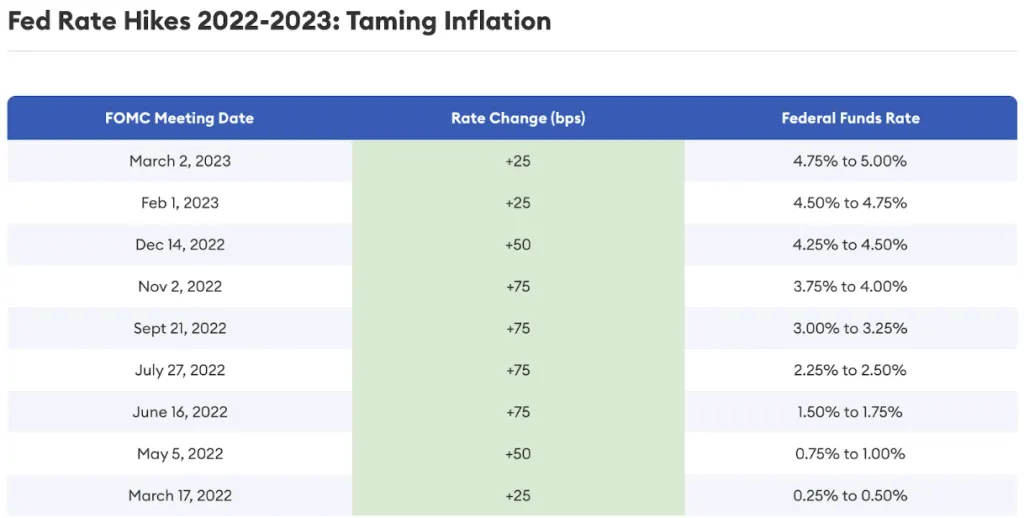 Fed Rate Hikes 2022-2023: Taming Inflation
FOMC Meeting Date Rate Change (bps) Federal Funds Rate
March 2, 2023 +25 4.75% to 5.00%
Feb 1, 2023 +25 4.50% to 4.75%
Dec 14, 2022 +50 4.25% to 4.50%
Nov 2, 2022 +75 3.75% to 4.00%
Sept 21, 2022 +75 3.00% to 3.25%
July 27, 2022 +75 2.25% to 2.50%
June 16, 2022 +75 1.50% to 1.75%
May 5, 2022 +50 0.75% to 1.00%
March 17, 2022 +25 0.25% to 0.50%